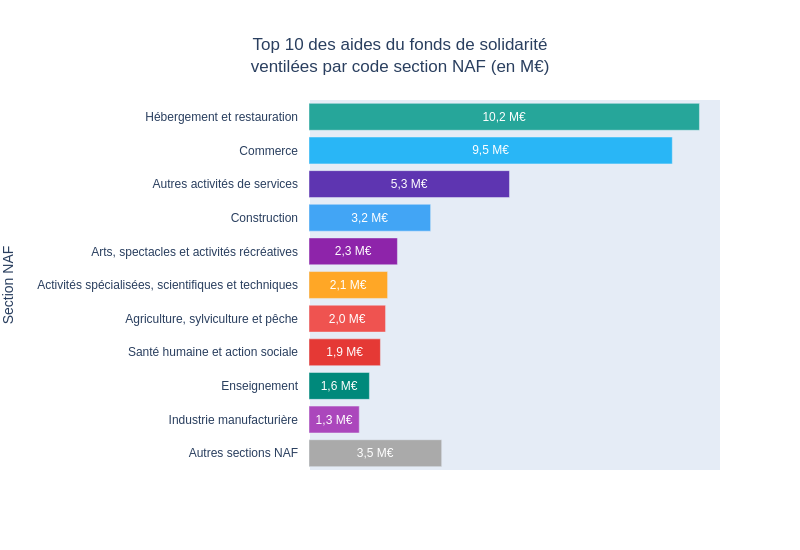 Top 10 des aides du fonds de solidarité
ventilées par code section NAF (en M€)
Section NAF
Hébergement et restauration 10,2 M€
Commerce 9,5 M€
Autres activités de services 5,3 M€
Construction 3,2 M€
Arts, spectacles et activités récréatives 2,3 M€
Activités spécialisées, scientifiques et techniques 2,1 M€
Agriculture, sylviculture et pêche 2,0 M€
Santé humaine et action sociale 1,9 M€
Enseignement 1,6 M€
Industrie manufacturière 1,3 M€
Autres sections NAF 3,5 M€